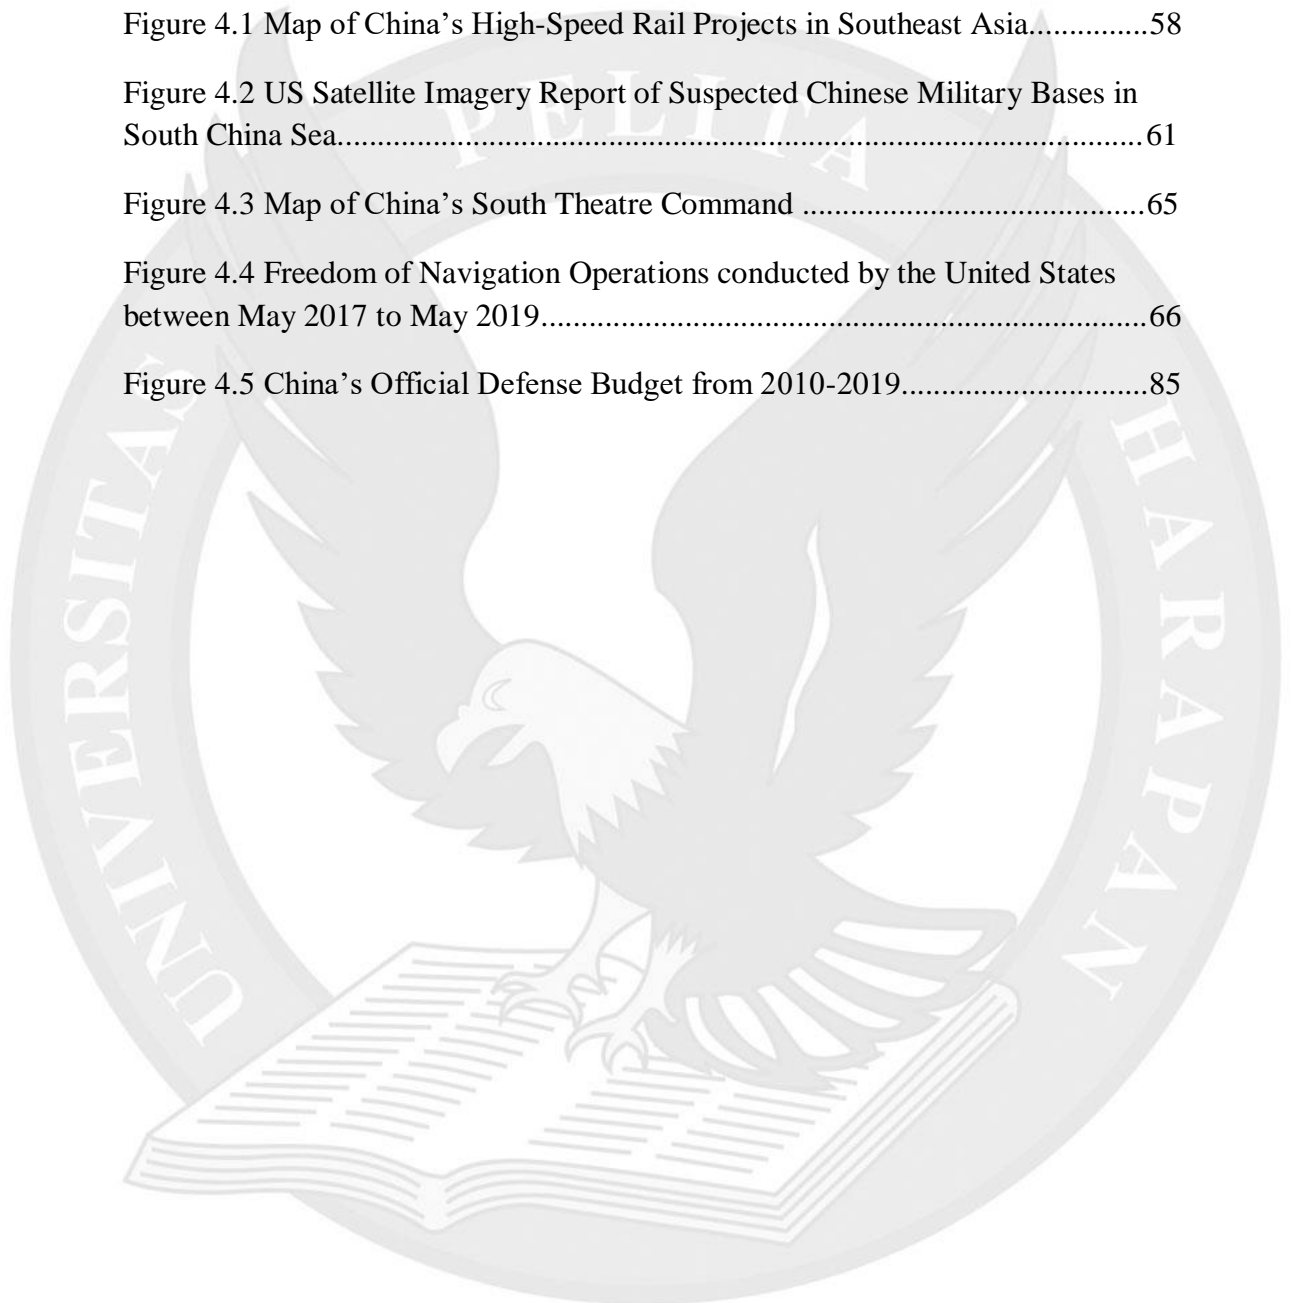 Figure 4.1 Map of China’s High-Speed Rail Projects in Southeast Asia...............58
Figure 4.2 US Satellite Imagery Report of Suspected Chinese Military Bases in
South China Sea....................................................................................................61
Figure 4.3 Map of China’s South Theatre Command ...........................................65
Figure 4.4 Freedom of Navigation Operations conducted by the United States
between May 2017 to May 2019...........................................................................66
Figure 4.5 China’s Official Defense Budget from 2010-2019...............................85
UNIVERSITAS PELITA HARAPAN